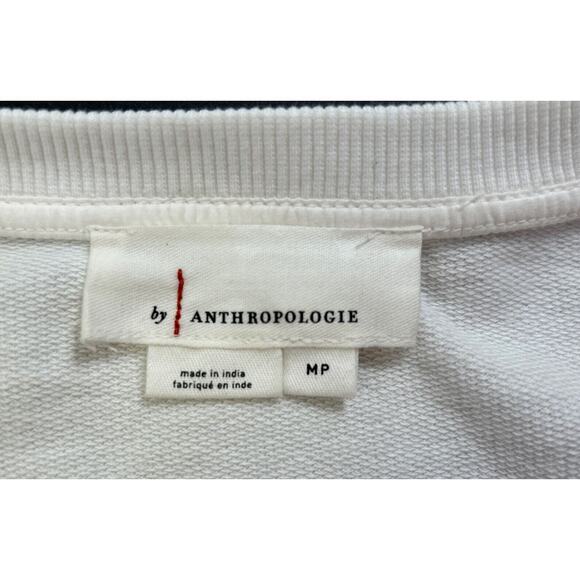 by ANTHROPOLOGIE
made in india
fabriqué en inde
MP